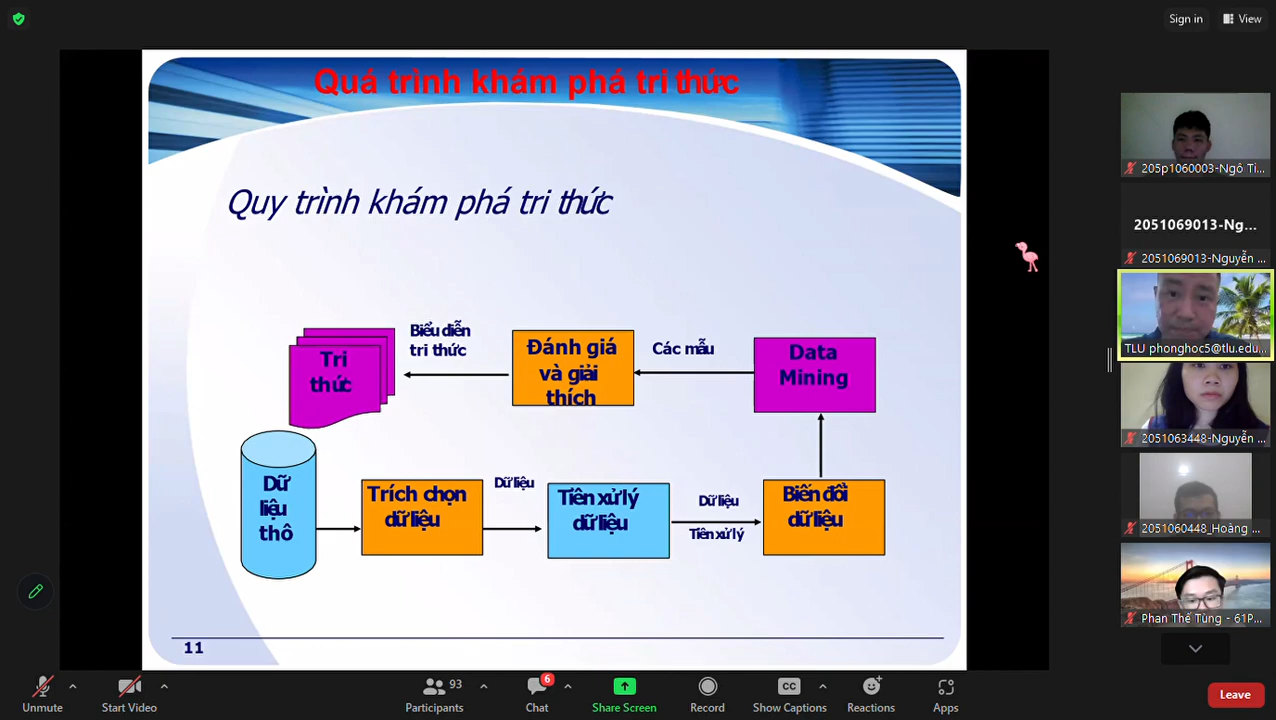 Sign in
View
Quá trình khám phá tri thức
Quy trình khám phá tri thức
Tri
thức
Biểu diễn
tri thức
Đánh giá
và giải
thích
Các mẫu
Data
Mining
Dữ
liệu
thô
Trích chọn
dữ liệu
Dữ liệu
Tiền xử lý
dữ liệu
Dữ liệu
Tiền xử lý
Biến đổi
dữ liệu
11
205p1060003-Ngô Ti...
2051069013-Ng...
2051069013-Nguyễn ...
TLU phonghoc5@tlu.edu...
2051063448-Nguyễn ...
2051060448_Hoàng ...
Phan Thế Tùng - 61P...
Unmute
Start Video
Participants
93
Chat
6
Share Screen
Record
CC
Show Captions
Reactions
Apps
Leave